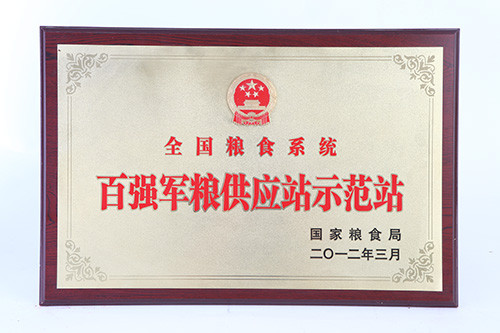 全国粮食系统
百强军粮供应站示范站
国家粮食局
二〇一二年三月